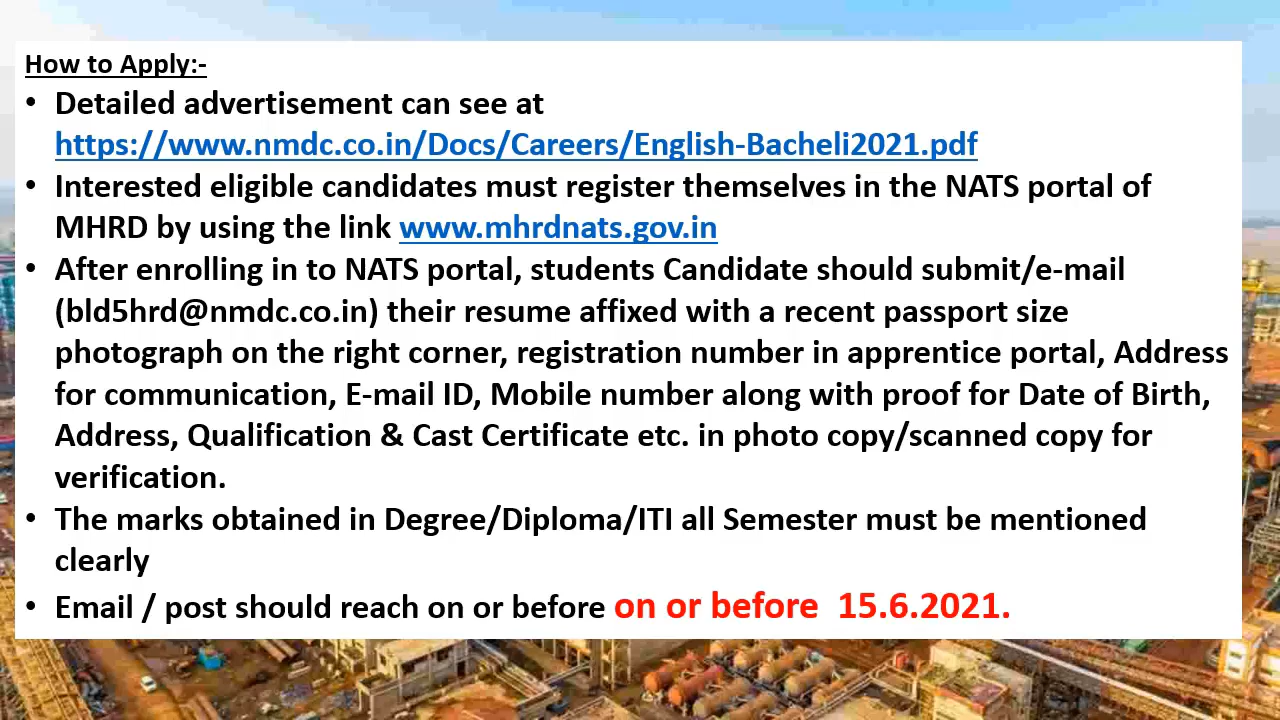 How to Apply:-
• Detailed advertisement can see at
https://www.nmdc.co.in/Docs/Careers/English-Bacheli2021.pdf
• Interested eligible candidates must register themselves in the NATS portal of
MHRD by using the link www.mhrdnats.gov.in
• After enrolling in to NATS portal, students Candidate should submit/e-mail
(bld5hrd@nmdc.co.in) their resume affixed with a recent passport size
photograph on the right corner, registration number in apprentice portal, Address
for communication, E-mail ID, Mobile number along with proof for Date of Birth,
Address, Qualification & Cast Certificate etc. in photo copy/scanned copy for
verification.
• The marks obtained in Degree/Diploma/ITI all Semester must be mentioned
clearly
• Email / post should reach on or before on or before 15.6.2021.